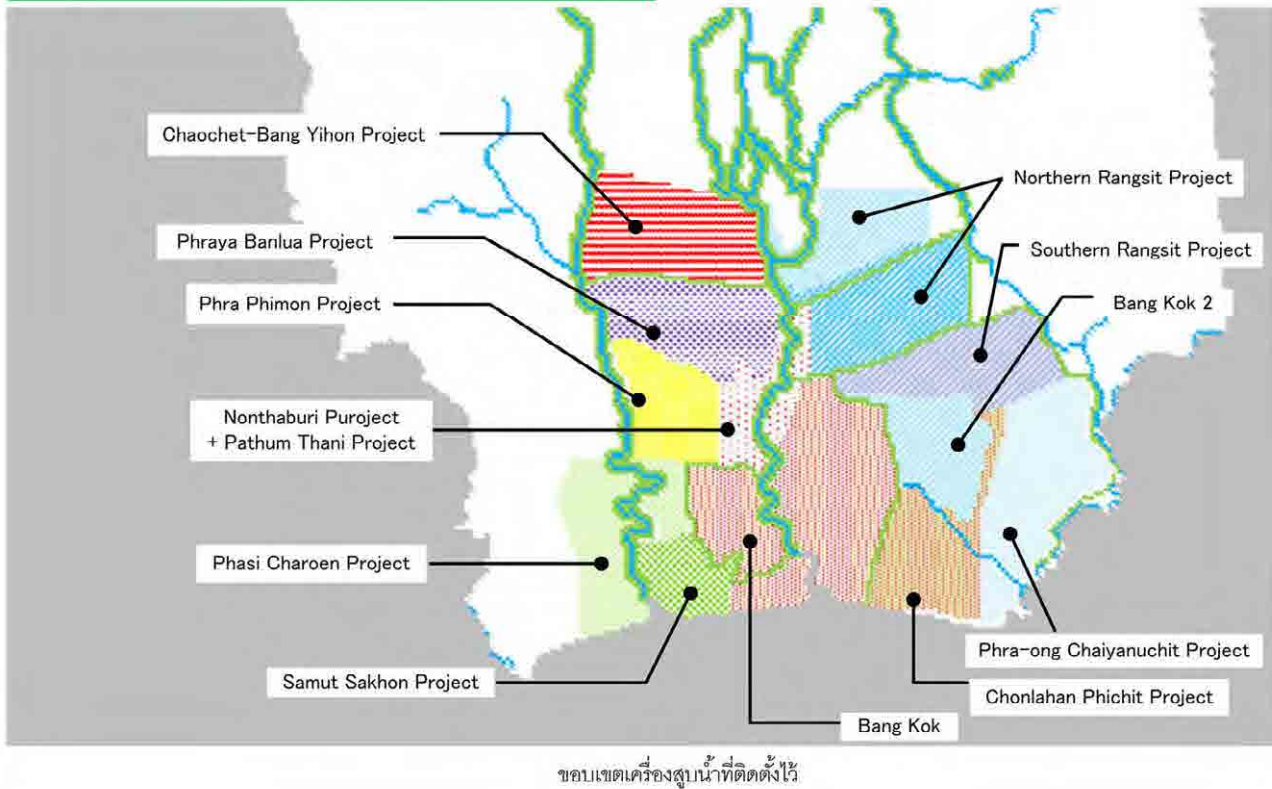 Chaochet-Bang Yihon Project
Phraya Banlua Project
Phra Phimon Project
Nonthaburi Puroject
+ Pathum Thani Project
Phasi Charoen Project
Samut Sakhon Project
Northern Rangsit Project
Southern Rangsit Project
Bang Kok 2
Phra-ong Chaiyanuchit Project
Chonlahan Phichit Project
Bang Kok
ขอบเขตเครื่องสูบน้ำที่ติดตั้งไว้